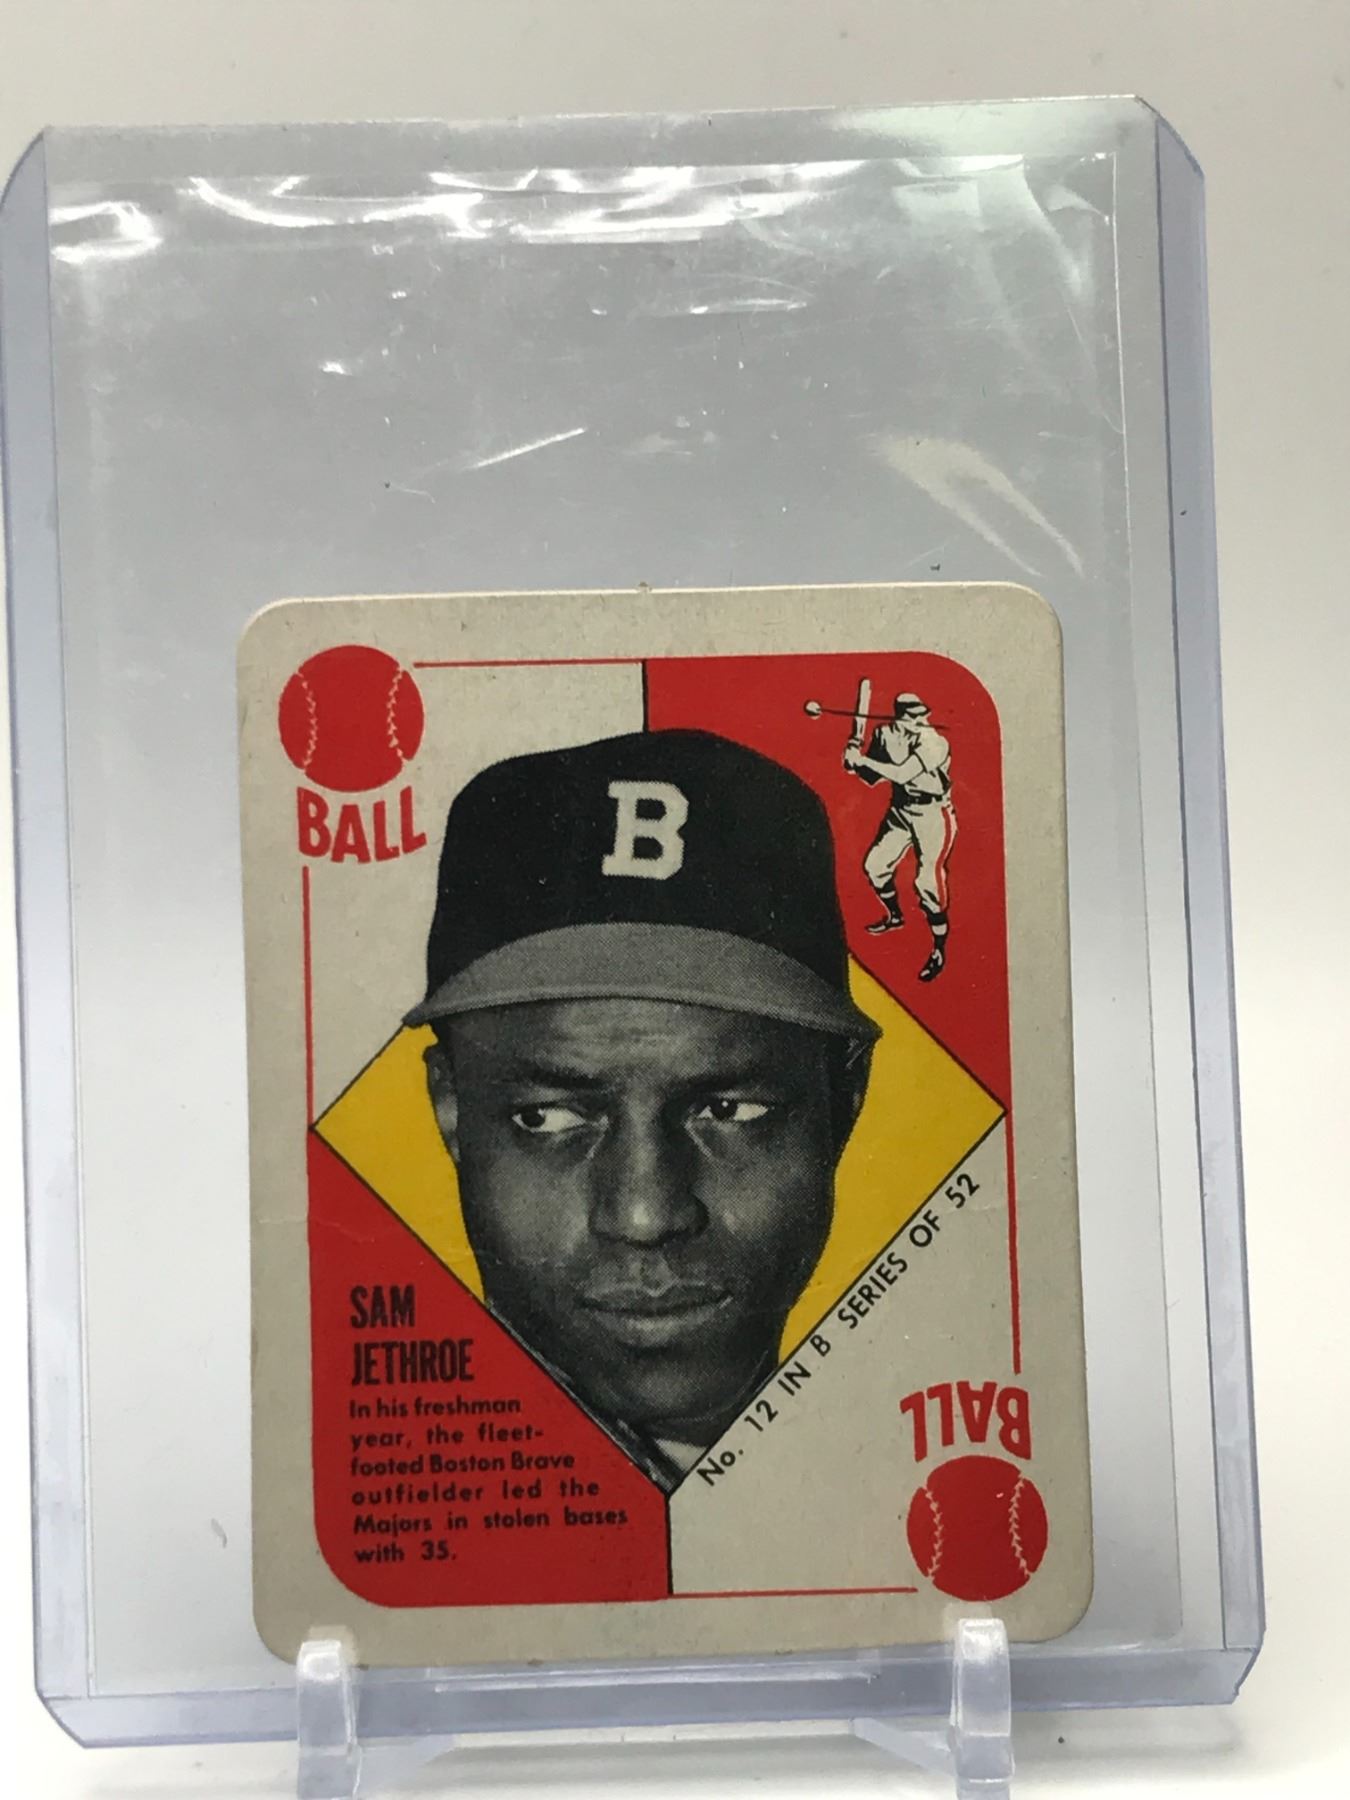 BALL
B
SAM
JETHROE
In his freshman
year, the fleet-
footed Boston Brave
outfielder led the
Majors in stolen bases
with 35.
No. 12 IN B SERIES OF 52
BALL